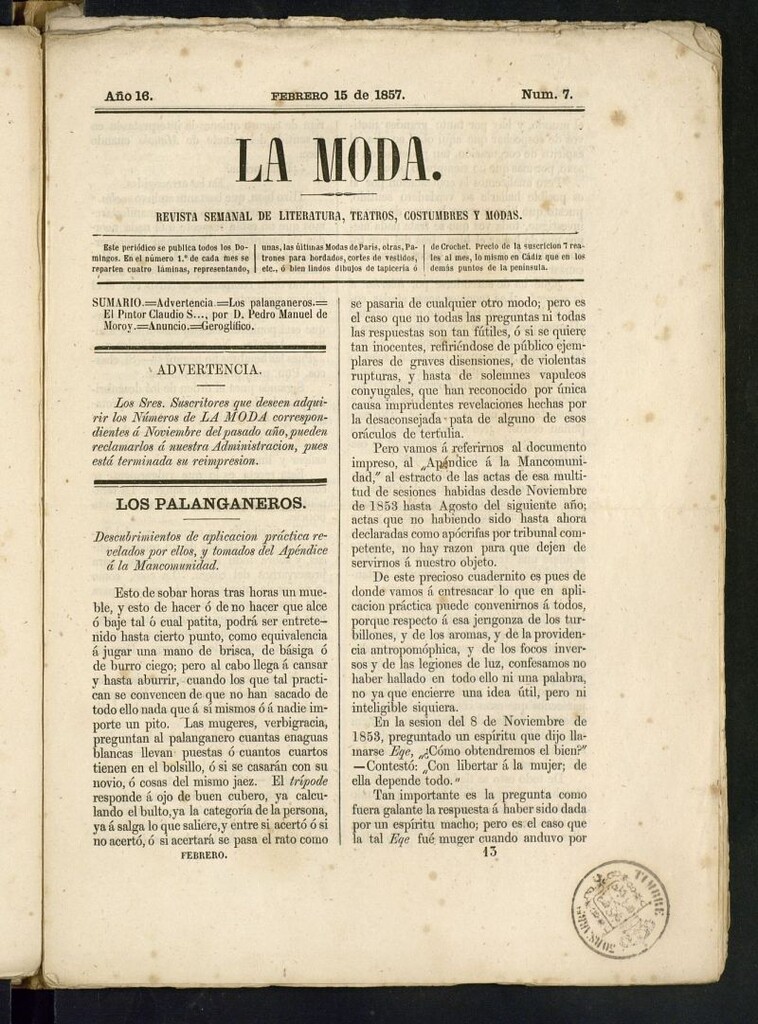 Año 16.
FEBRERO 15 de 1857.
Num. 7.
LA MODA.
REVISTA SEMANAL DE LITERATURA, TEATROS, COSTUMBRES Y MODAS.
Este periódico se publica todos los Do-
mingos. En el número 1.º de cada mes se
reparten cuatro láminas, representando,
unas, las últimas Modas de Paris, otras, Pa-
trones para bordados, cortes de vestidos,
etc., ó bien lindos dibujos de tapicería ó
de Crochet. Precio de la suscricion 7 rea-
les al mes, lo mismo en Cádiz que en los
demás puntos de la peninsula.
SUMARIO.=Advertencia.=Los palanganeros.=
El Pintor Claudio S..., por D. Pedro Manuel de
Moroy.=Anuncio.=Geroglífico.
ADVERTENCIA.
Los Sres. Suscritores que deseen adqui-
rir los Números de LA MODA correspon-
dientes á Noviembre del pasado año, pueden
reclamarlos á nuestra Administracion, pues
está terminada su reimpresion.
LOS PALANGANEROS.
Descubrimientos de aplicacion práctica re-
velados por ellos, y tomados del Apéndice
á la Mancomunidad.
Esto de sobar horas tras horas un mue-
ble, y esto de hacer ó de no hacer que alce
ó baje tal ó cual patita, podrá ser entrete-
nido hasta cierto punto, como equivalencia
á jugar una mano de brisca, de básiga ó
de burro ciego; pero al cabo llega á cansar
y hasta aburrir, cuando los que tal practi-
can se convencen de que no han sacado de
todo ello nada que á sí mismos ó á nadie im-
porte un pito. Las mugeres, verbigracia,
preguntan al palanganero cuantas enaguas
blancas llevan puestas ó cuantos cuartos
tienen en el bolsillo, ó si se casarán con su
novio, ó cosas del mismo jaez. El trípode
responde á ojo de buen cubero, ya calcu-
lando el bulto, ya la categoría de la persona,
ya á salga lo que saliere, y entre si acertó ó si
no acertó, ó si acertará se pasa el rato como
FEBRERO.
se pasaria de cualquier otro modo; pero es
el caso que no todas las preguntas ni todas
las respuestas son tan fútiles, ó si se quiere
tan inocentes, refiriéndose de público ejem-
plares de graves disensiones, de violentas
rupturas, y hasta de solemnes vapuleos
conyugales, que han reconocido por única
causa imprudentes revelaciones hechas por
la desaconsejada pata de alguno de esos
oráculos de tertulia.
Pero vamos á referirnos al documento
impreso, al „Apéndice á la Mancomuni-
dad," al estracto de las actas de esa multi-
tud de sesiones habidas desde Noviembre
de 1853 hasta Agosto del siguiente año;
actas que no habiendo sido hasta ahora
declaradas como apócrifas por tribunal com-
petente, no hay razon para que dejen de
servirnos á nuestro objeto.
De este precioso cuadernito es pues de
donde vamos á entresacar lo que en apli-
cacion práctica puede convenirnos á todos,
porque respecto á esa jerigonza de los tur-
billones, y de los aromas, y de la providen-
cia antropomóphica, y de los focos inver-
sos y de las legiones de luz, confesamos no
haber hallado en todo ello ni una palabra,
no ya que encierre una idea útil, pero ni
inteligible siquiera.
En la sesion del 8 de Noviembre de
1853, preguntado un espíritu que dijo lla-
marse Eqe, „¿Cómo obtendremos el bien?"
—Contestó: „Con libertar á la muger; de
ella depende todo."
Tan importante es la pregunta como
fuera galante la respuesta á haber sido dada
por un espíritu macho; pero es el caso que
la tal Eqe fué muger cuando anduvo por
13
TIMBRE